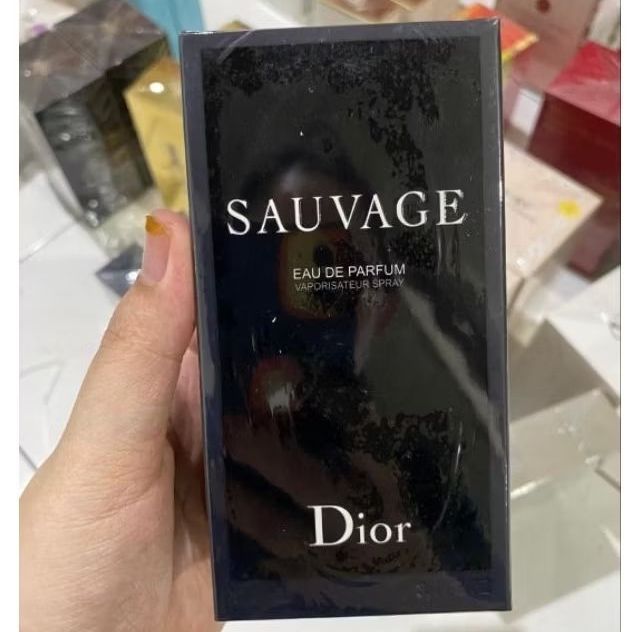 SAUVAGE
EAU DE PARFUM
VAPORISATEUR SPRAY
Dior